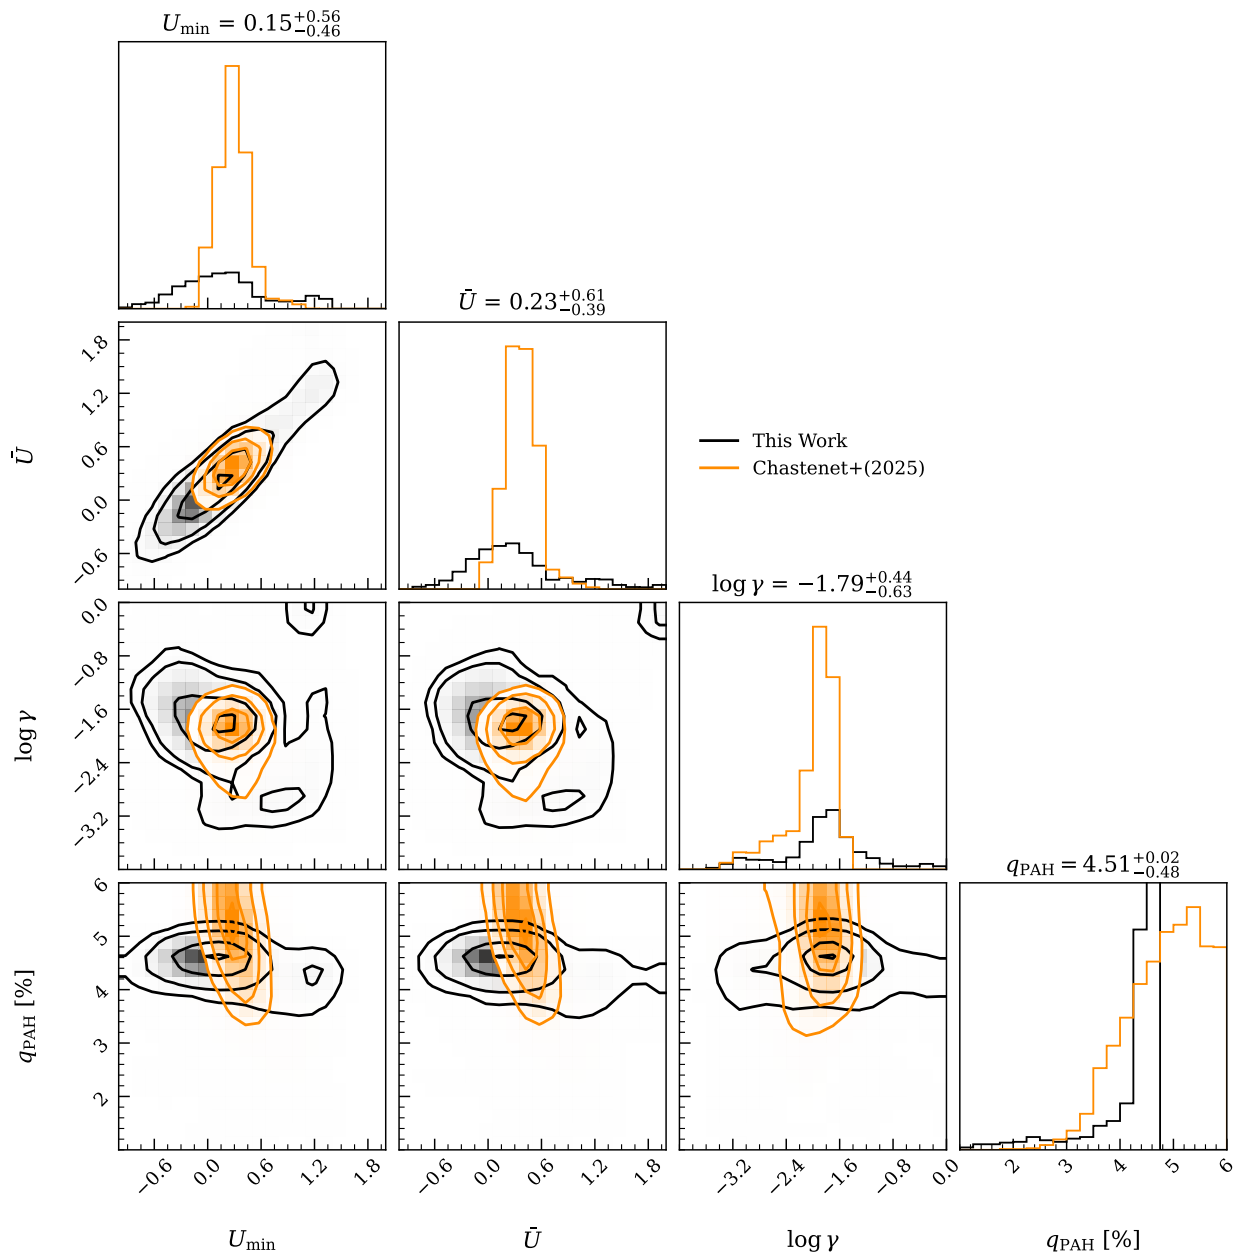 U_min = 0.15^{+0.56}_{−0.46}
Ū = 0.23^{+0.61}_{−0.39}
1.8
1.2
0.6
0.0
−0.6
Ū
This Work
Chastenet+(2025)
log γ = −1.79^{+0.44}_{−0.63}
0.0
−0.8
−1.6
−2.4
−3.2
log γ
q_PAH = 4.51^{+0.02}_{−0.48}
6
5
4
3
2
q_PAH [%]
−0.6 0.0 0.6 1.2 1.8 −0.6 0.0 0.6 1.2 1.8 −3.2 −2.4 −1.6 −0.8 0.0 2 3 4 5 6
U_min Ū log γ q_PAH [%]